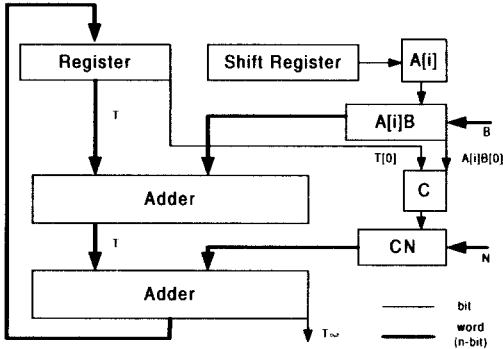 Register
Shift Register
A[i]
T
A[i]B
B
T[0]
A[i]B[0]
Adder
C
T
CN
N
Adder
T∞
bit
word
(n-bit)